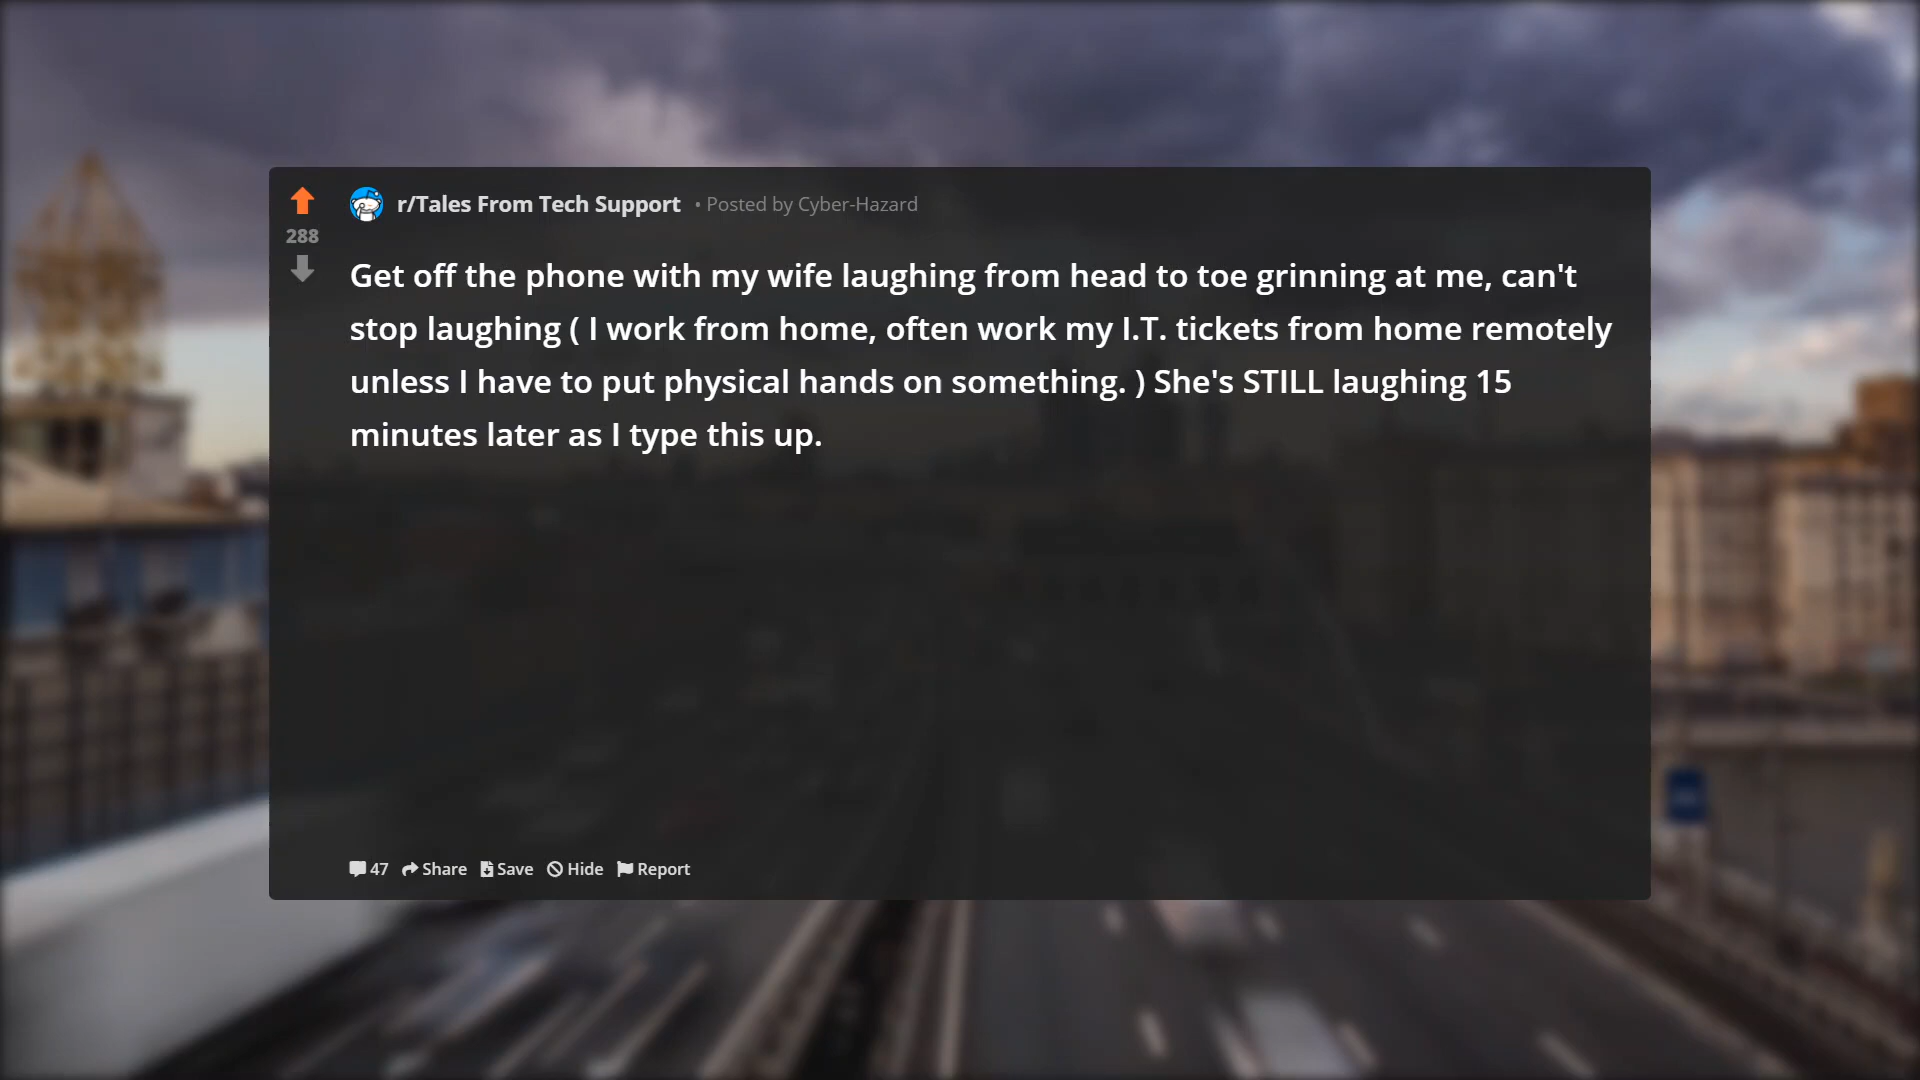 r/Tales From Tech Support • Posted by Cyber-Hazard
288
Get off the phone with my wife laughing from head to toe grinning at me, can't
stop laughing ( I work from home, often work my I.T. tickets from home remotely
unless I have to put physical hands on something. ) She's STILL laughing 15
minutes later as I type this up.
47 Share Save Hide Report